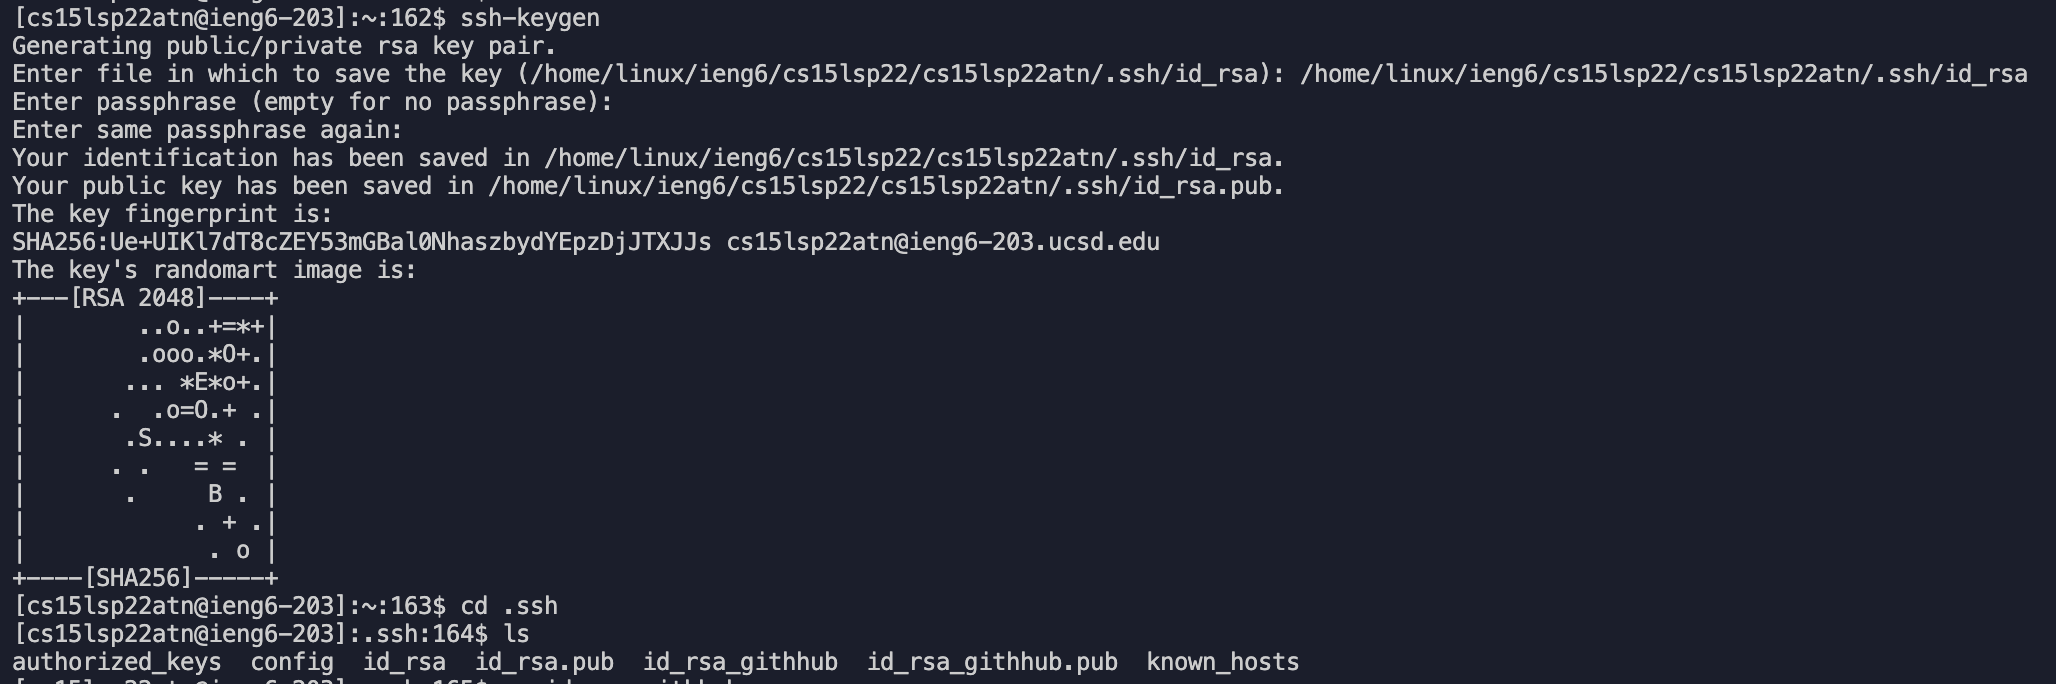 [cs15lsp22atn@ieng6-203]:~:162$ ssh-keygen
Generating public/private rsa key pair.
Enter file in which to save the key (/home/linux/ieng6/cs15lsp22/cs15lsp22atn/.ssh/id_rsa): /home/linux/ieng6/cs15lsp22/cs15lsp22atn/.ssh/id_rsa
Enter passphrase (empty for no passphrase):
Enter same passphrase again:
Your identification has been saved in /home/linux/ieng6/cs15lsp22/cs15lsp22atn/.ssh/id_rsa.
Your public key has been saved in /home/linux/ieng6/cs15lsp22/cs15lsp22atn/.ssh/id_rsa.pub.
The key fingerprint is:
SHA256:Ue+UIKl7dT8cZEY53mGBal0NhaszbydYEpzDjJTXJJs cs15lsp22atn@ieng6-203.ucsd.edu
The key's randomart image is:
+---[RSA 2048]----+
|        ..o..+=*+|
|        .ooo.*O+.|
|       ... *E*o+.|
|      .  .o=O.+ .|
|       .S....* . |
|      . .   = =  |
|       .     B . |
|            . + .|
|             . o |
+----[SHA256]-----+
[cs15lsp22atn@ieng6-203]:~:163$ cd .ssh
[cs15lsp22atn@ieng6-203]:.ssh:164$ ls
authorized_keys  config  id_rsa  id_rsa.pub  id_rsa_githhub  id_rsa_githhub.pub  known_hosts